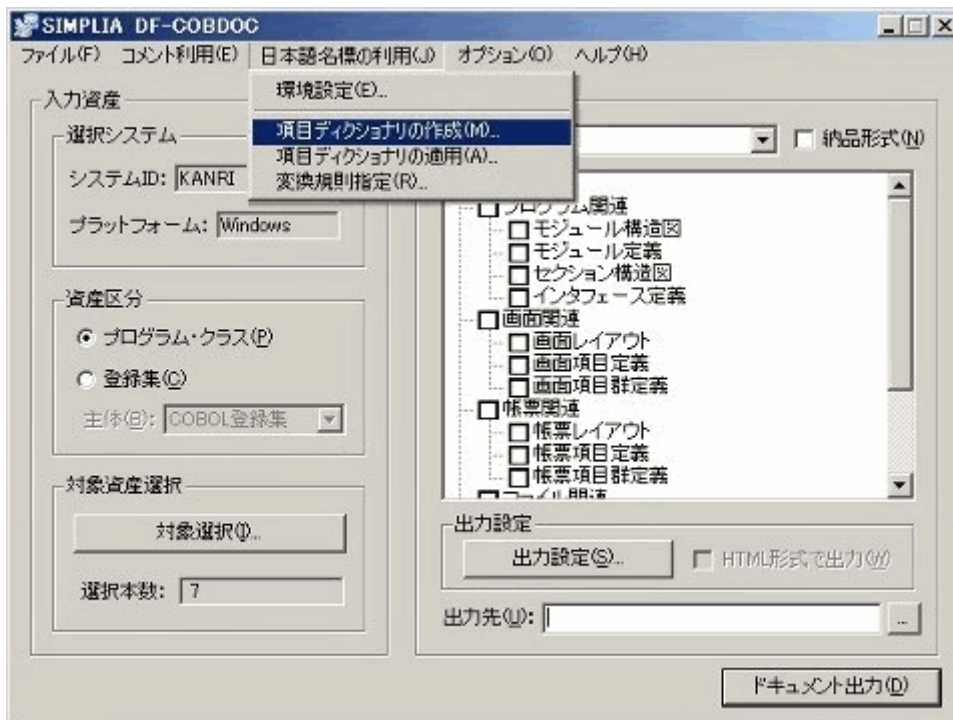 SIMPLIA DF-COBDOC
ファイル(F) コメント利用(E) 日本語名標の利用(J) オプション(O) ヘルプ(H)
環境設定(E)...
項目ディクショナリの作成(M)...
項目ディクショナリの適用(A)...
変換規則指定(R)...
入力資産
選択システム
システムID: KANRI
プラットフォーム: Windows
資産区分
プログラム・クラス(P)
登録集(C)
主体(B): COBOL登録集
対象資産選択
対象選択(I)...
選択本数: 7
納品形式(N)
プログラム関連
モジュール構造図
モジュール定義
セクション構造図
インタフェース定義
画面関連
画面レイアウト
画面項目定義
画面項目群定義
帳票関連
帳票レイアウト
帳票項目定義
帳票項目群定義
ファイル関連
出力設定
出力設定(S)...
HTML形式で出力(W)
出力先(U):
...
ドキュメント出力(D)